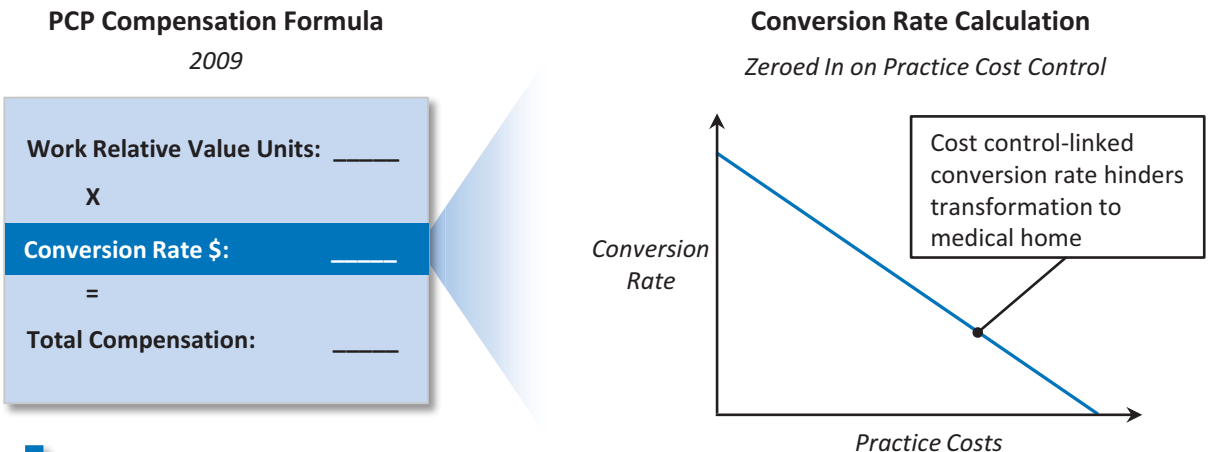 PCP Compensation Formula
2009
Work Relative Value Units: _____
X
Conversion Rate $: _____
=
Total Compensation: _____
Conversion Rate Calculation
Zeroed In on Practice Cost Control
Cost control-linked
conversion rate hinders
transformation to
medical home
Conversion
Rate
Practice Costs